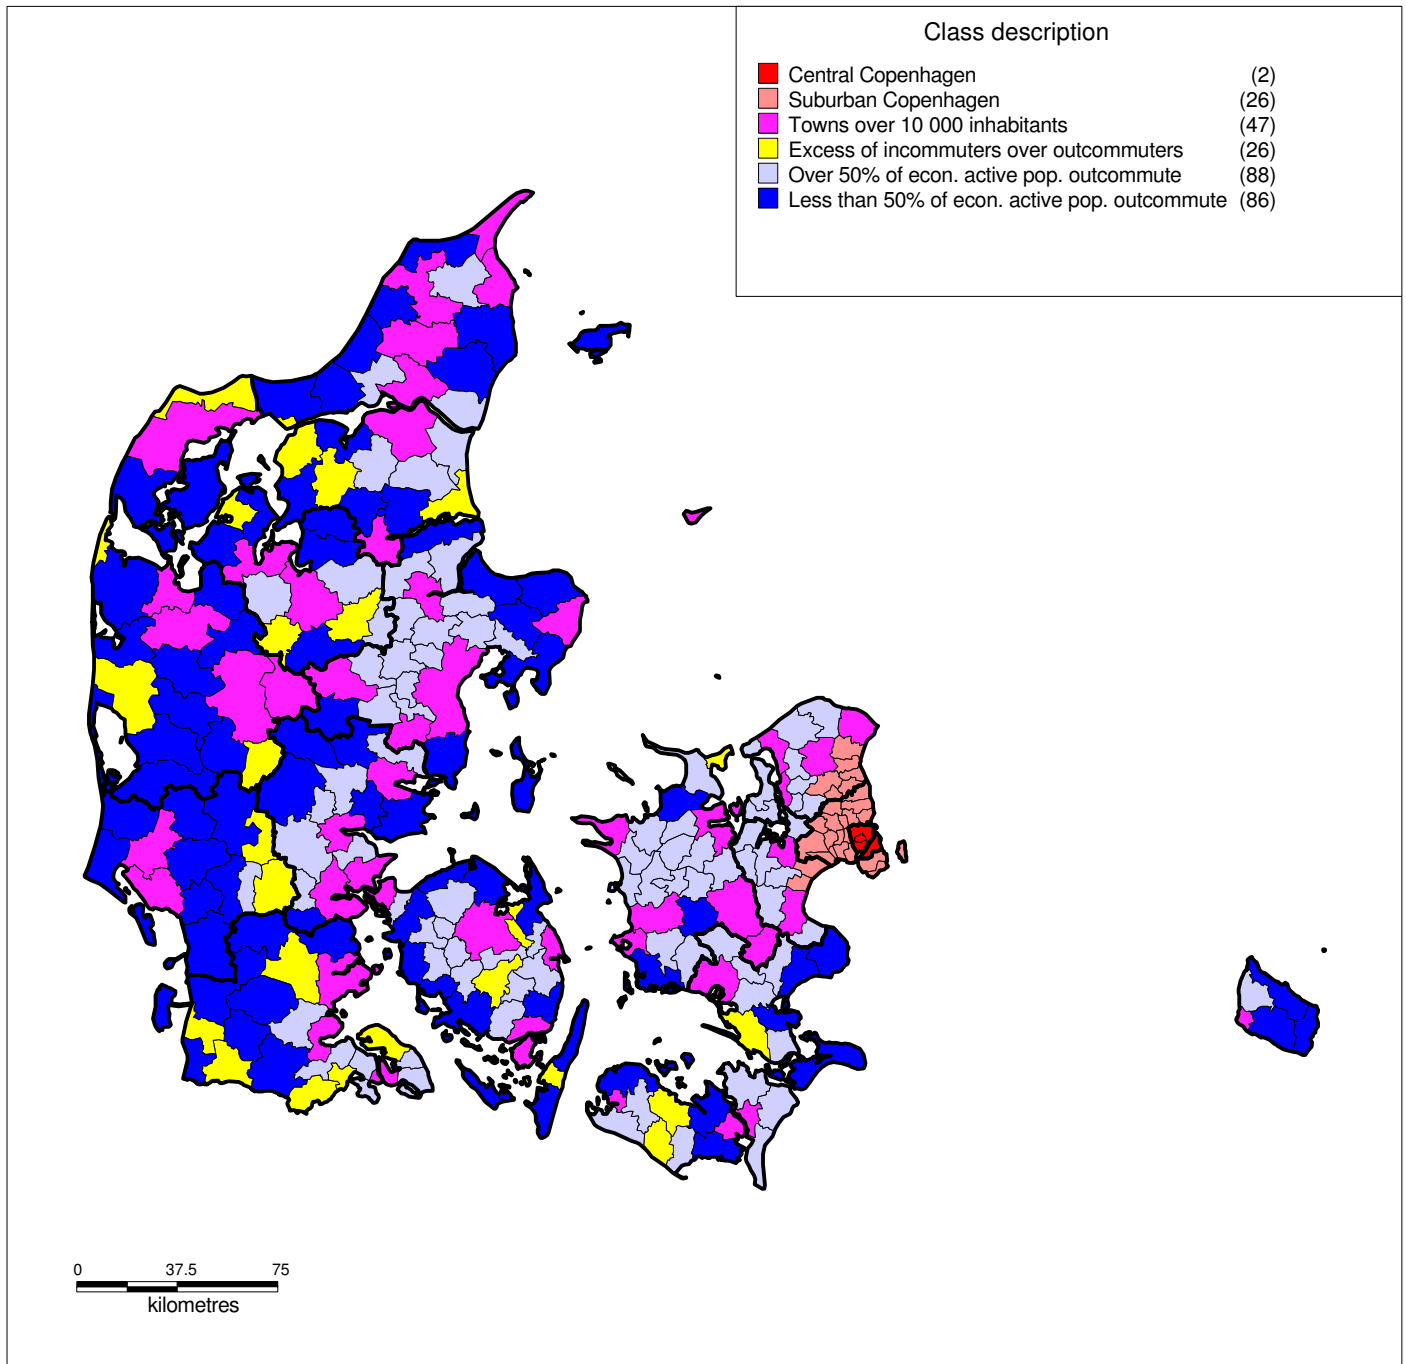 Class description
Central Copenhagen (2)
Suburban Copenhagen (26)
Towns over 10 000 inhabitants (47)
Excess of incommuters over outcommuters (26)
Over 50% of econ. active pop. outcommute (88)
Less than 50% of econ. active pop. outcommute (86)
0 37.5 75
kilometres